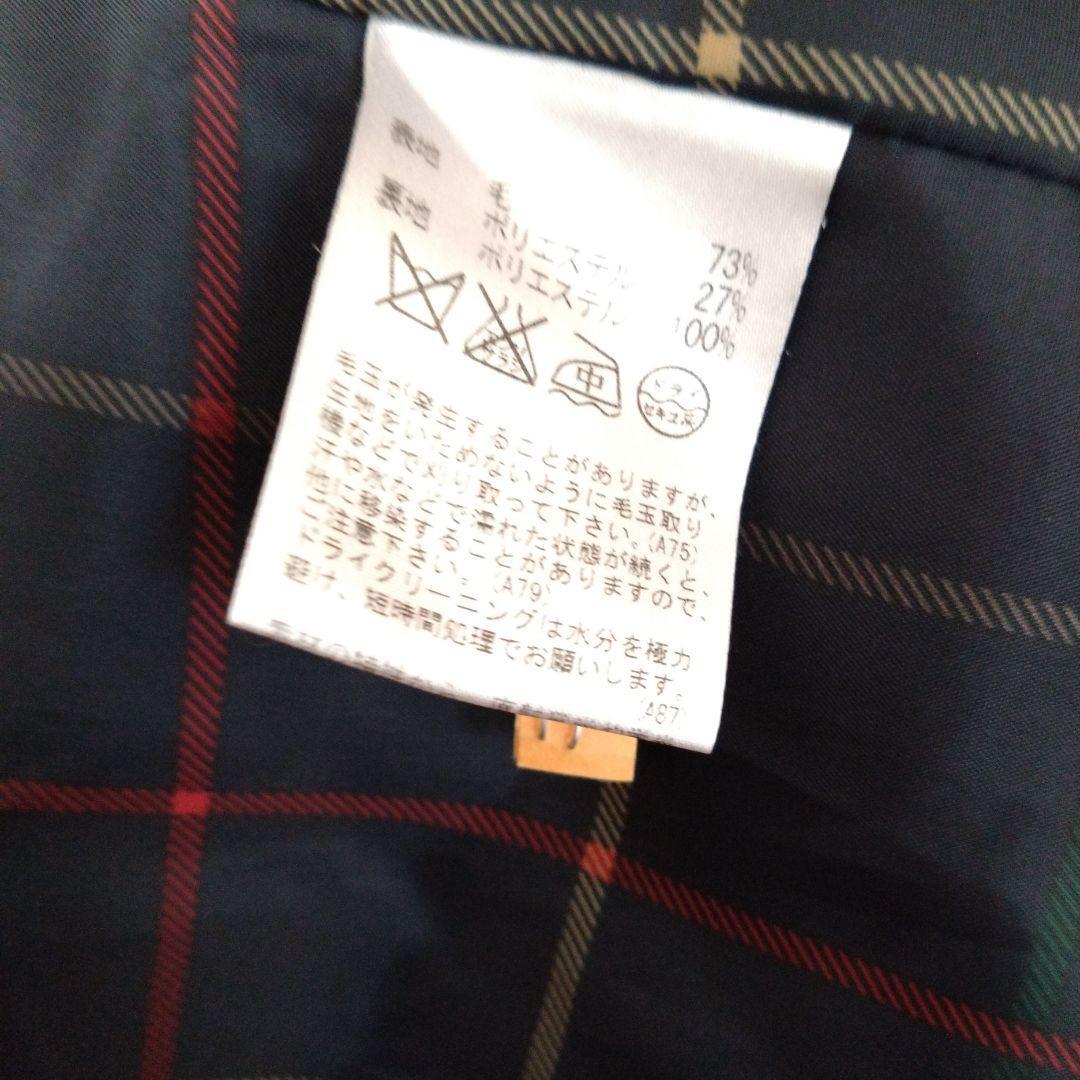 表地 毛 73%
ポリエステル 27%
裏地 ポリエステル 100%
エンソサラシ
中
ドライ
セキユ系
毛玉が発生することがありますが、
生地をいためないように毛玉取り
機などで刈り取って下さい。(A75)
汗や水などで濡れた状態が続くと、
他に移染することがありますので、
ご注意下さい。(A79)
ドライクリーニングは水分を極力
避け、短時間処理でお願いします。
(A87)